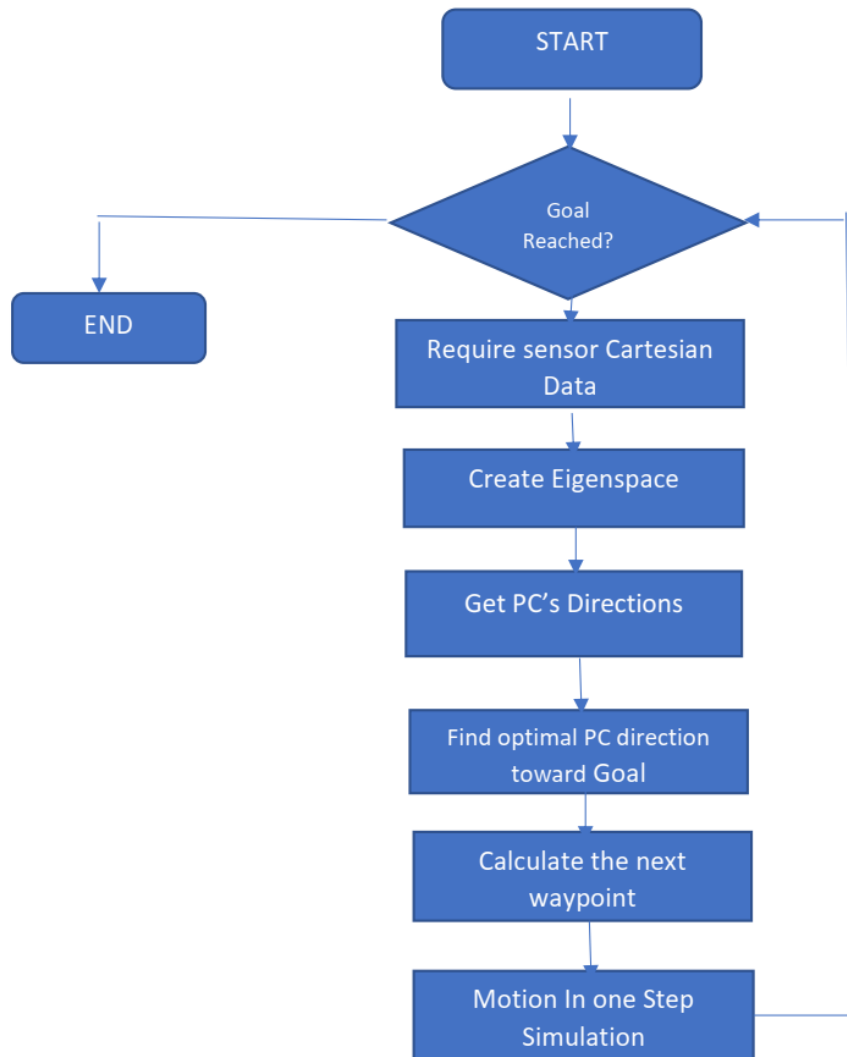 START
Goal
Reached?
END
Require sensor Cartesian
Data
Create Eigenspace
Get PC’s Directions
Find optimal PC direction
toward Goal
Calculate the next
waypoint
Motion In one Step
Simulation